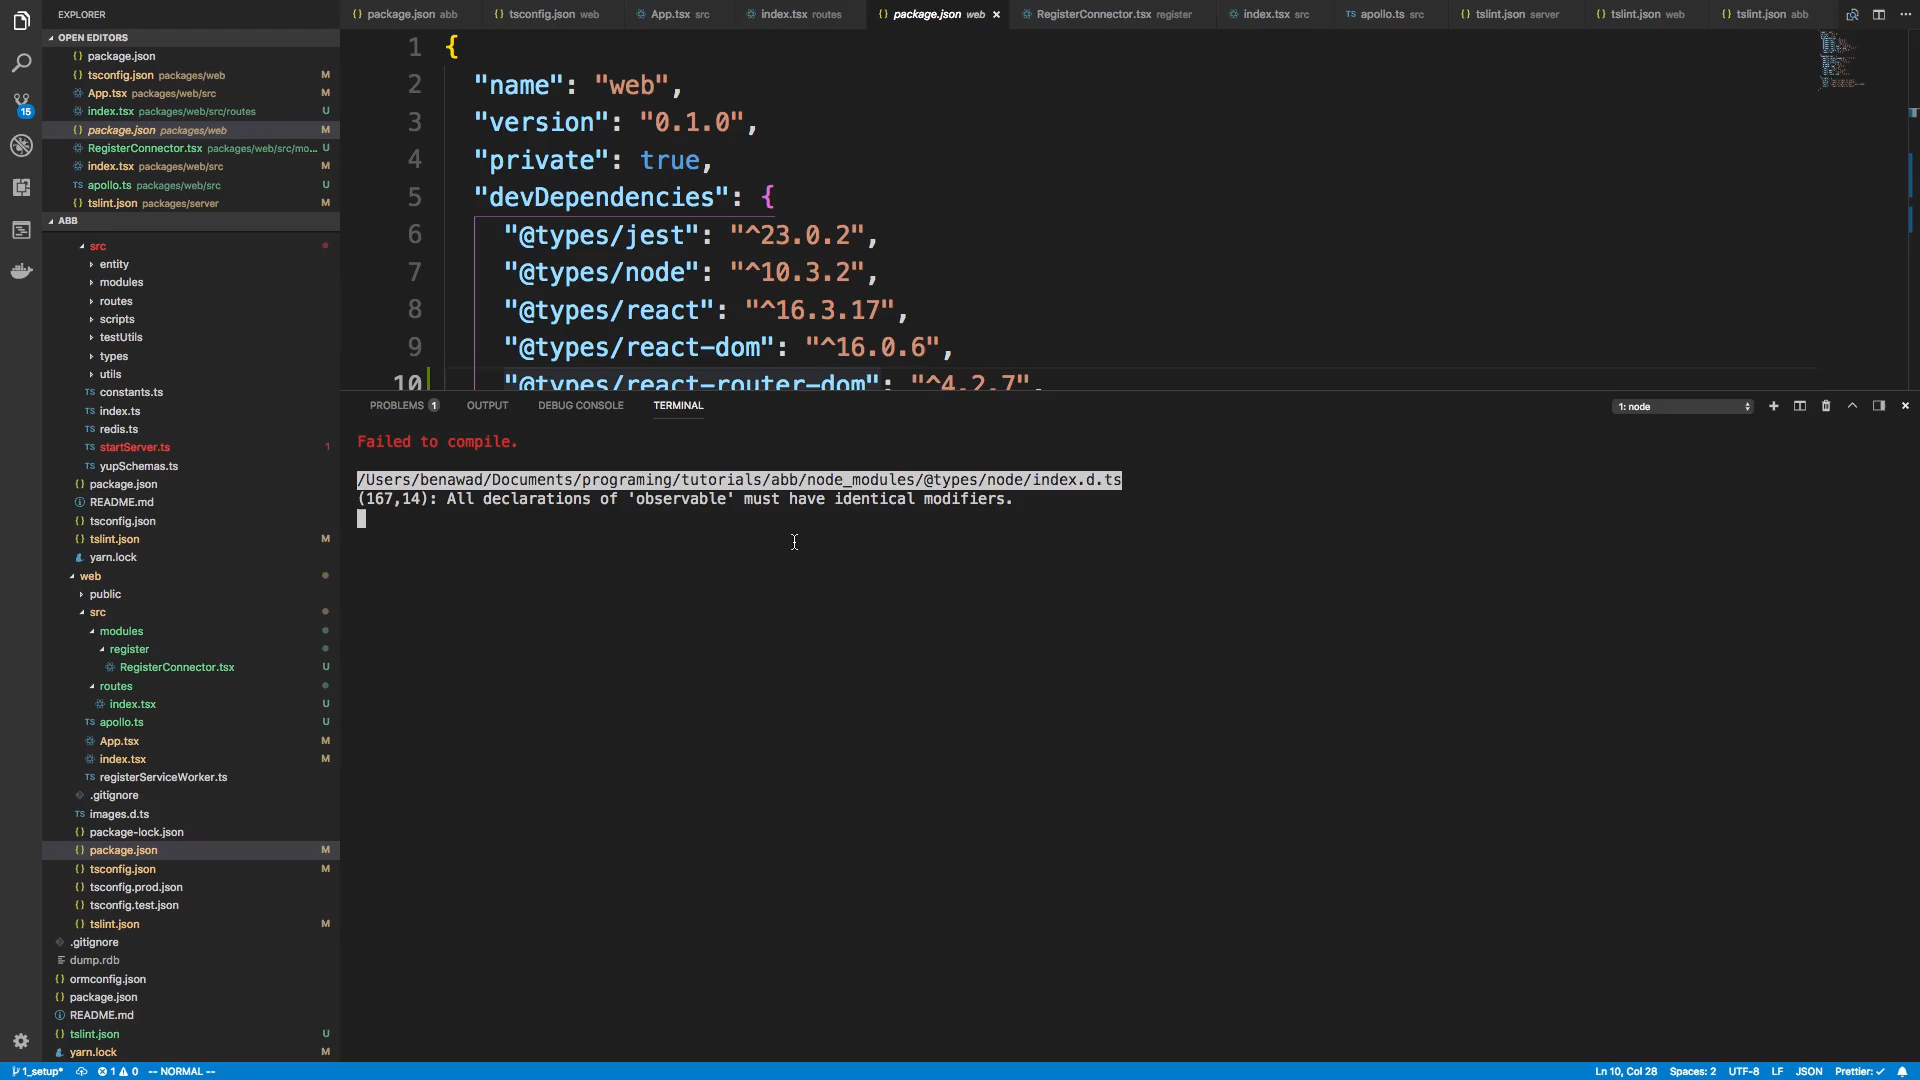 EXPLORER
OPEN EDITORS
package.json
tsconfig.json packages/web M
App.tsx packages/web/src M
index.tsx packages/web/src/routes U
package.json packages/web M
RegisterConnector.tsx packages/web/src/mo... U
index.tsx packages/web/src M
apollo.ts packages/web/src U
tslint.json packages/server M
ABB
src
entity
modules
routes
scripts
testUtils
types
utils
constants.ts
index.ts
redis.ts
startServer.ts 1
yupSchemas.ts
package.json
README.md
tsconfig.json
tslint.json M
yarn.lock
web
public
src
modules
register
RegisterConnector.tsx U
routes
index.tsx U
apollo.ts U
App.tsx M
index.tsx M
registerServiceWorker.ts
.gitignore
images.d.ts
package-lock.json
package.json M
tsconfig.json M
tsconfig.prod.json
tsconfig.test.json
tslint.json M
.gitignore
dump.rdb
ormconfig.json
package.json
README.md
tslint.json U
yarn.lock M
15
package.json abb
tsconfig.json web
App.tsx src
index.tsx routes
package.json web
RegisterConnector.tsx register
index.tsx src
apollo.ts src
tslint.json server
tslint.json web
tslint.json abb
1 {
2 "name": "web",
3 "version": "0.1.0",
4 "private": true,
5 "devDependencies": {
6 "@types/jest": "^23.0.2",
7 "@types/node": "^10.3.2",
8 "@types/react": "^16.3.17",
9 "@types/react-dom": "^16.0.6",
10 "@types/react-router-dom": "^4.2.7",
PROBLEMS 1 OUTPUT DEBUG CONSOLE TERMINAL 1: node
Failed to compile.
/Users/benawad/Documents/programing/tutorials/abb/node_modules/@types/node/index.d.ts
(167,14): All declarations of 'observable' must have identical modifiers.
1_setup* 1 0 -- NORMAL -- Ln 10, Col 28 Spaces: 2 UTF-8 LF JSON Prettier: ✓